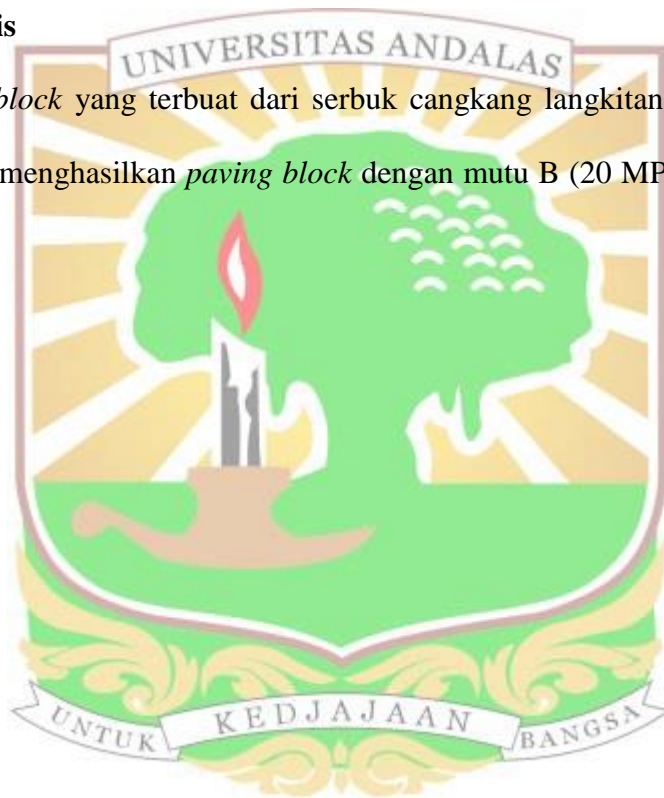 is
UNIVERSITAS ANDALAS
block yang terbuat dari serbuk cangkang langkitan
menghasilkan paving block dengan mutu B (20 MP
UNTUK KEDJAJAAN BANGSA